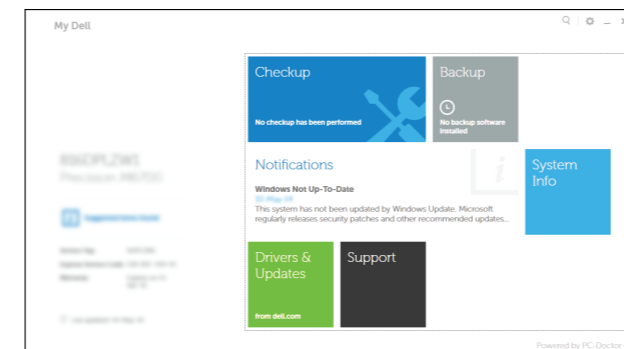 My Dell
Checkup
No checkup has been performed
Backup
No backup software
installed
Notifications
Windows Not Up-To-Date
This system has not been updated by Windows Update. Microsoft
regularly releases security patches and other recommended updates...
System
Info
Drivers &
Updates
from dell.com
Support
Powered by PC-Doctor